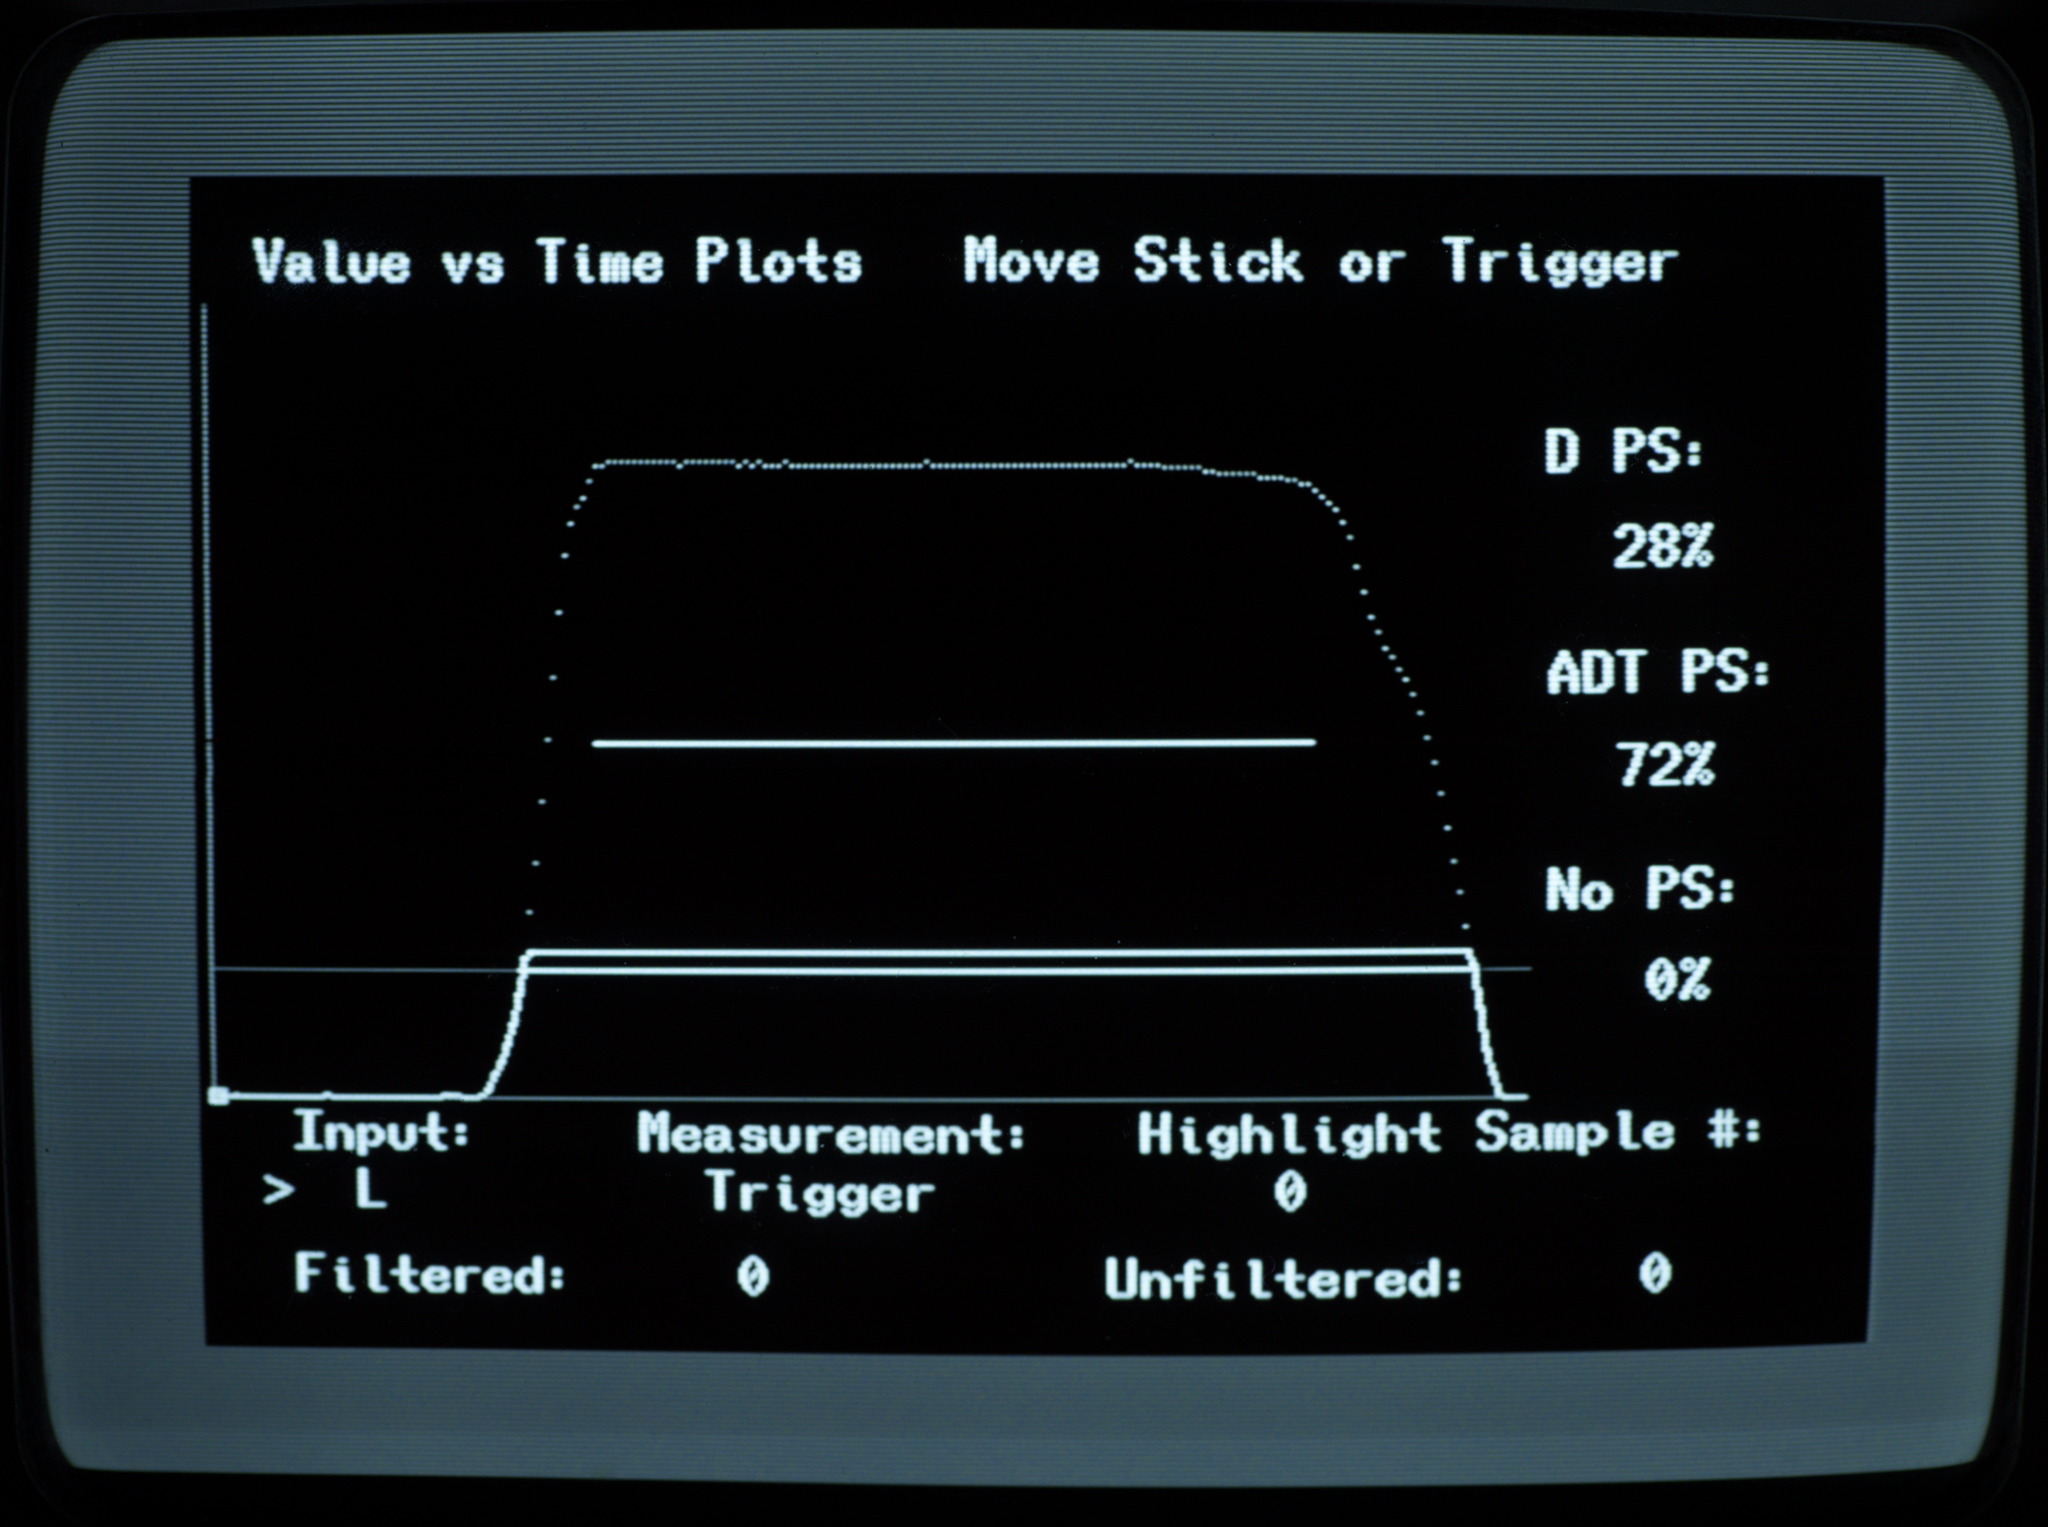 Value vs Time Plots   Move Stick or Trigger
D PS:
28%
ADT PS:
72%
No PS:
0%
Input:   Measurement:   Highlight Sample #:
> L   Trigger   0
Filtered: 0   Unfiltered: 0